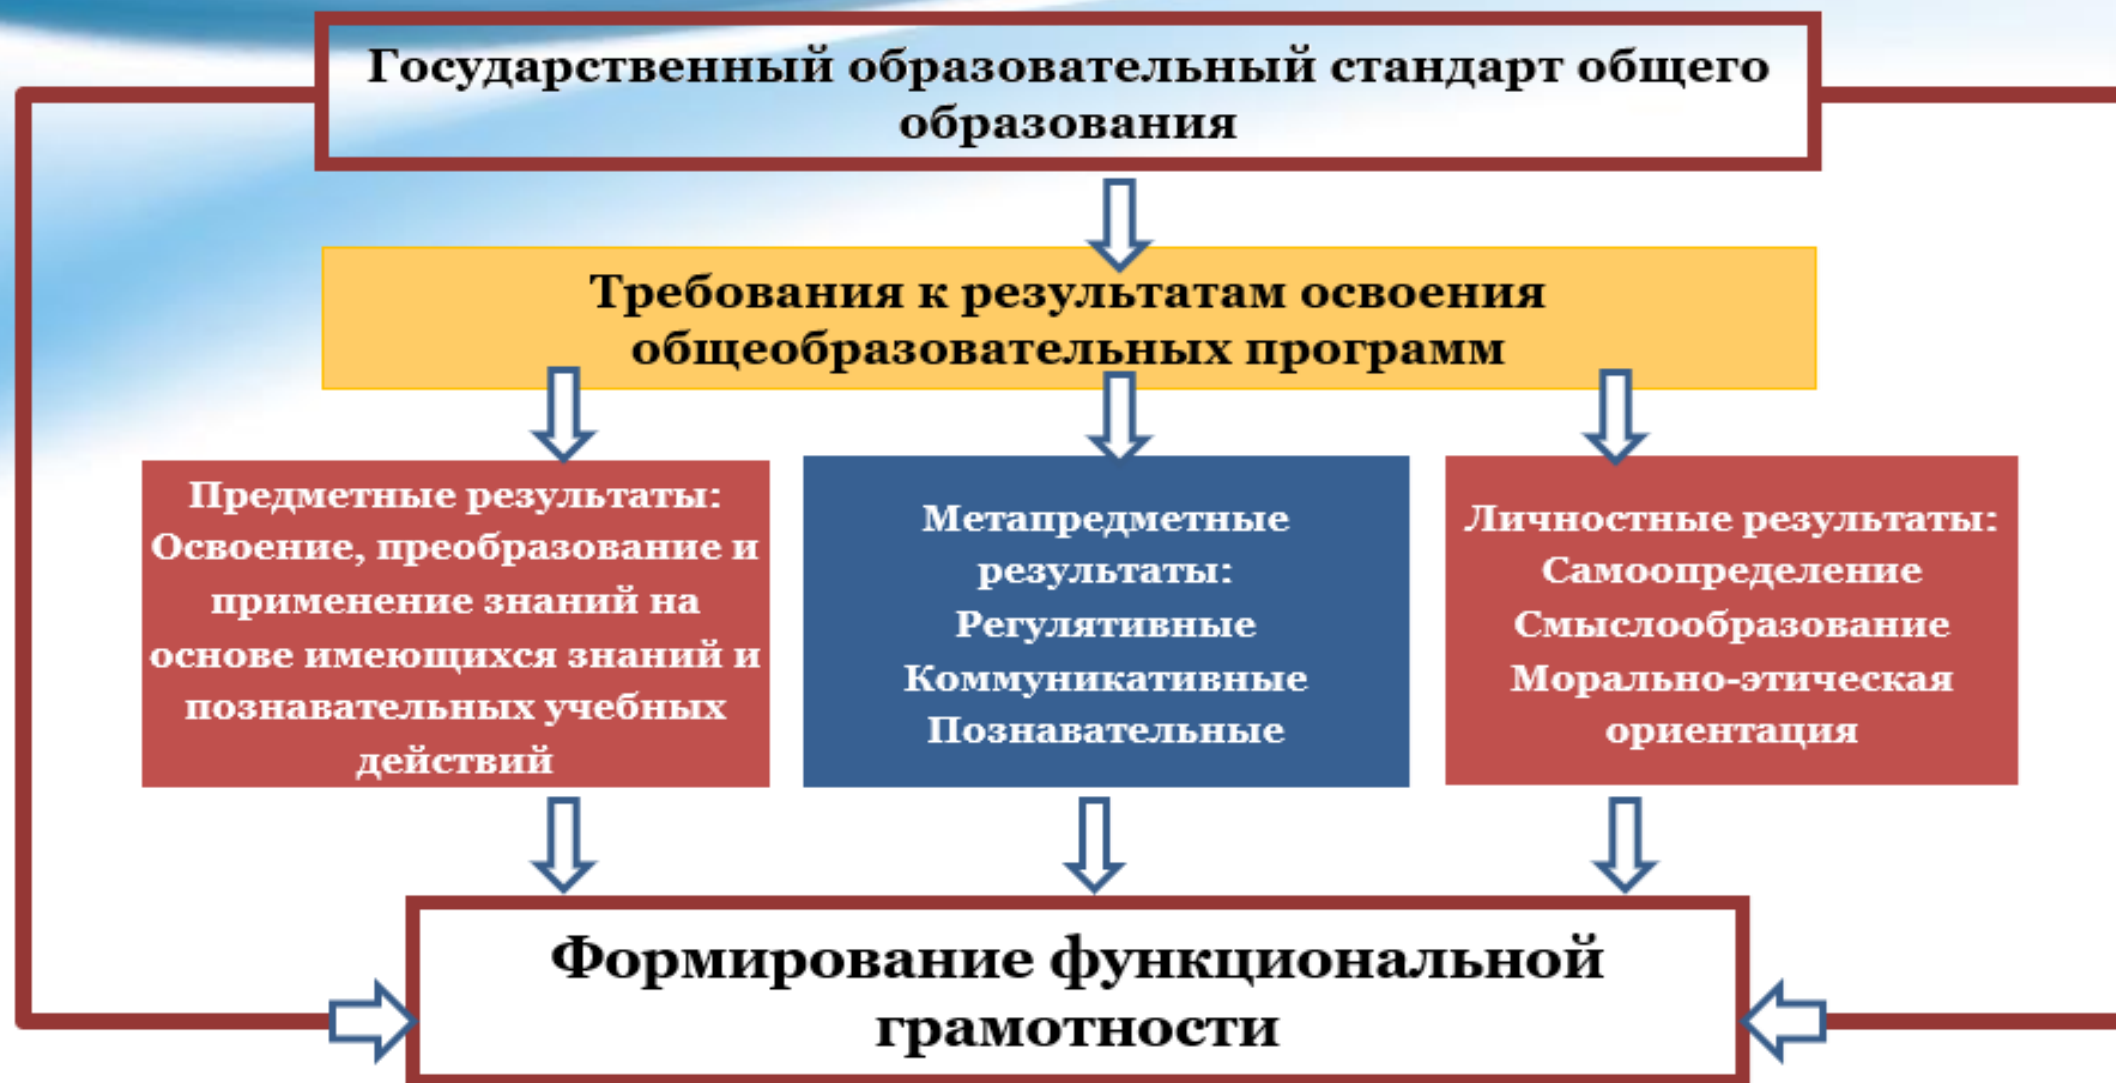 Государственный образовательный стандарт общего
образования
Требования к результатам освоения
общеобразовательных программ
Предметные результаты:
Освоение, преобразование и
применение знаний на
основе имеющихся знаний и
познавательных учебных
действий
Метапредметные
результаты:
Регулятивные
Коммуникативные
Познавательные
Личностные результаты:
Самоопределение
Смыслообразование
Морально-этическая
ориентация
Формирование функциональной
грамотности